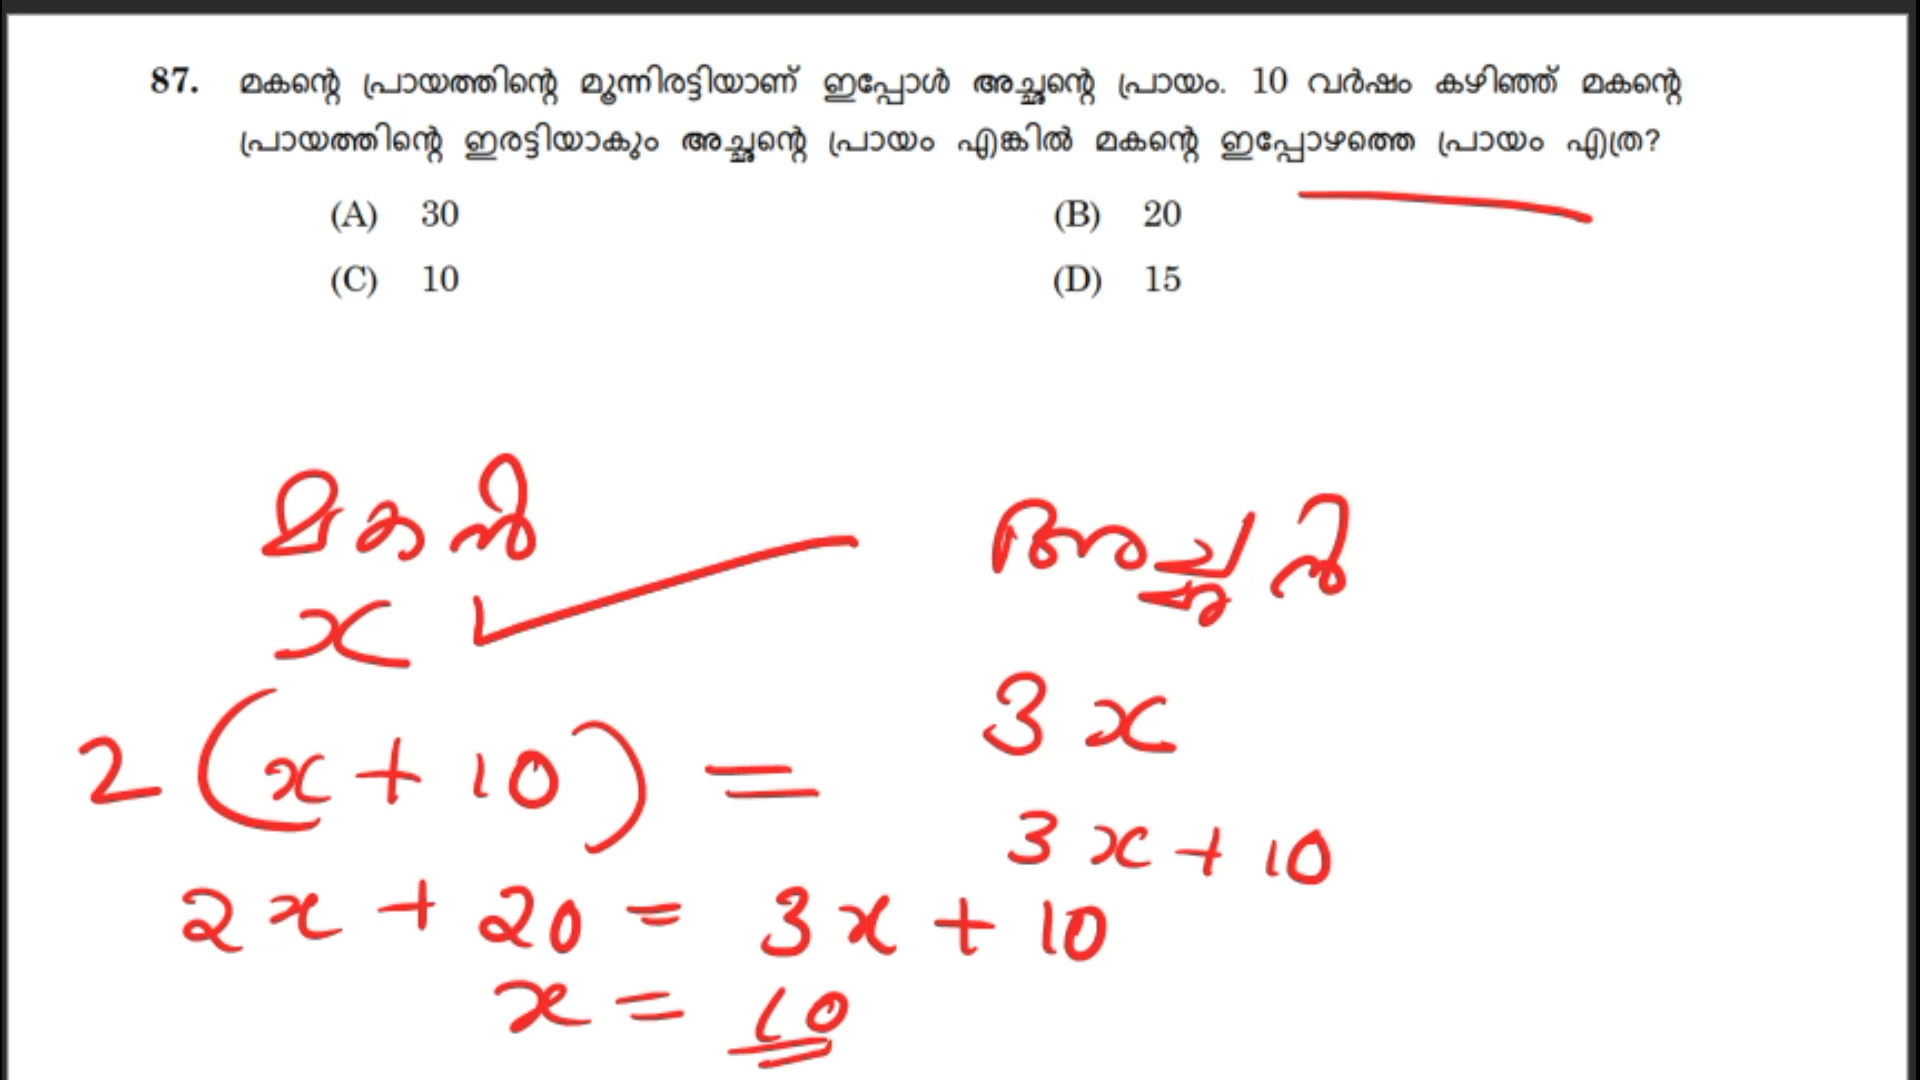 87. മകന്റെ പ്രായത്തിന്റെ മൂന്നിരട്ടിയാണ് ഇപ്പോൾ അച്ഛന്റെ പ്രായം. 10 വർഷം കഴിഞ്ഞ് മകന്റെ
പ്രായത്തിന്റെ ഇരട്ടിയാകും അച്ഛന്റെ പ്രായം എങ്കിൽ മകന്റെ ഇപ്പോഴത്തെ പ്രായം എത്ര?
(A) 30 (B) 20
(C) 10 (D) 15
മകൻ അച്ഛൻ
x
3x
2(x+10) =
3x+10
2x+20 = 3x+10
x = 10